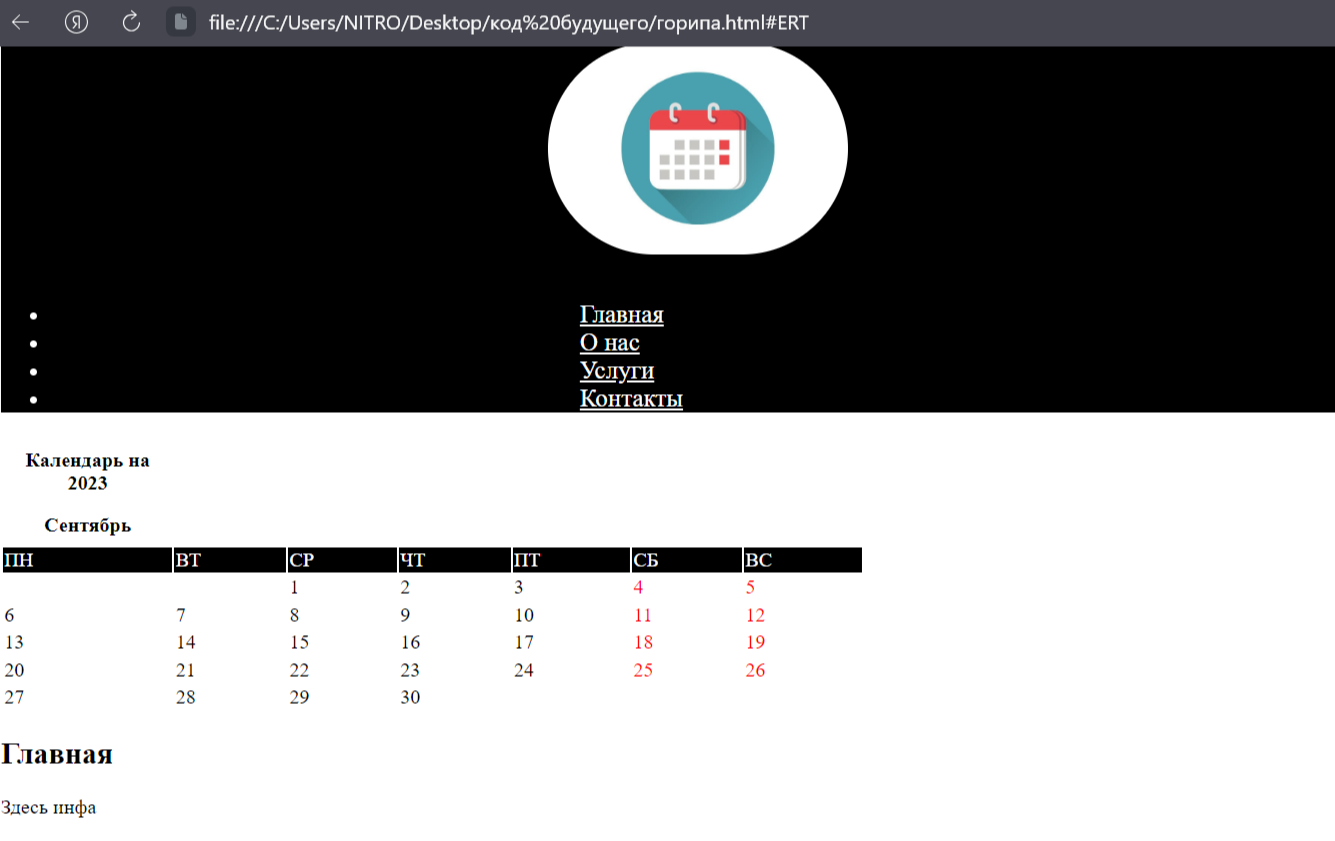 file:///C:/Users/NITRO/Desktop/код%20будущего/горипа.html#ERT
Главная
О нас
Услуги
Контакты
Календарь на
2023
Сентябрь
ПН ВТ СР ЧТ ПТ СБ ВС
1 2 3 4 5
6 7 8 9 10 11 12
13 14 15 16 17 18 19
20 21 22 23 24 25 26
27 28 29 30
Главная
Здесь инфа